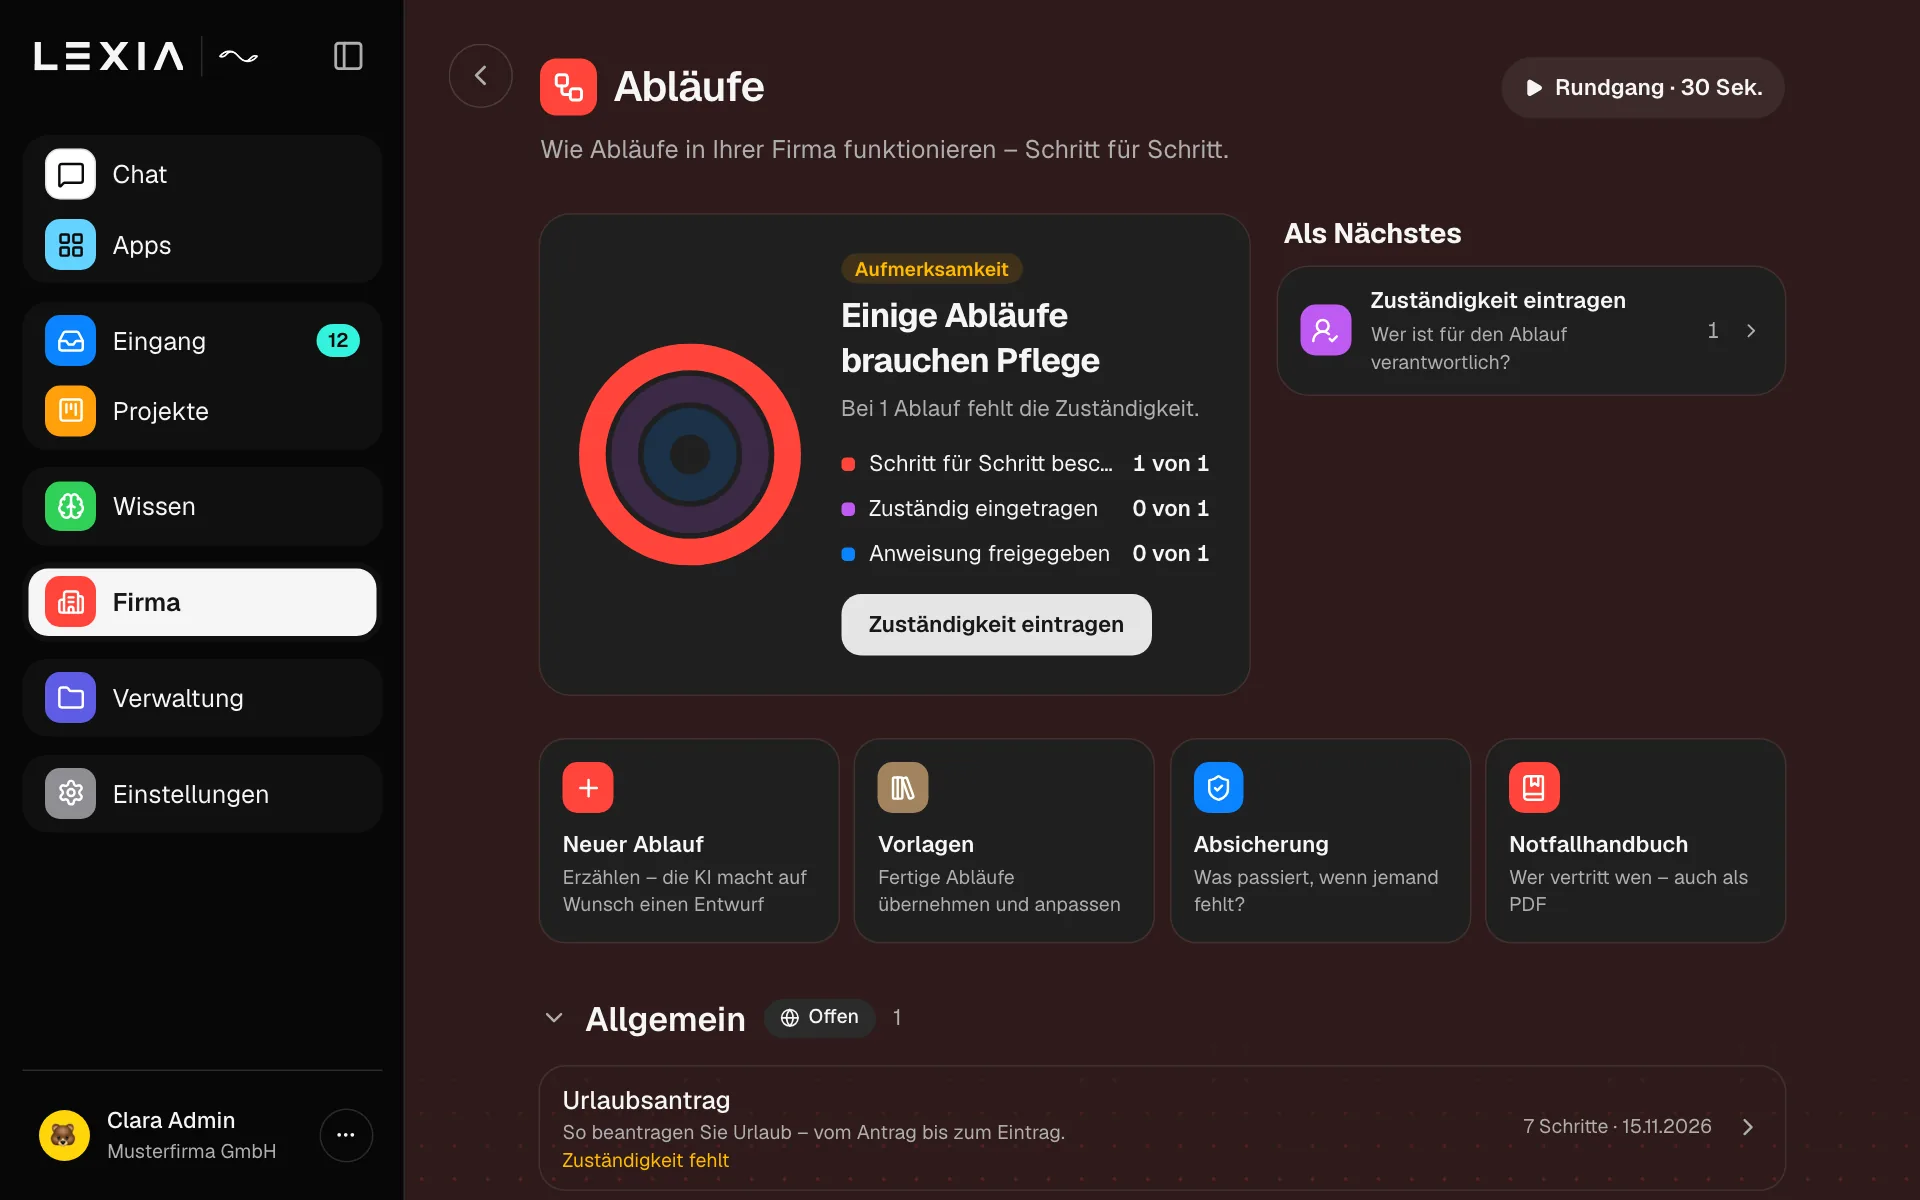 LEXIA
Chat
Apps
Eingang
12
Projekte
Wissen
Firma
Verwaltung
Einstellungen
Clara Admin
Musterfirma GmbH
Abläufe
Rundgang · 30 Sek.
Wie Abläufe in Ihrer Firma funktionieren – Schritt für Schritt.
Aufmerksamkeit
Einige Abläufe
brauchen Pflege
Bei 1 Ablauf fehlt die Zuständigkeit.
Schritt für Schritt besc... 1 von 1
Zuständig eingetragen 0 von 1
Anweisung freigegeben 0 von 1
Zuständigkeit eintragen
Als Nächstes
Zuständigkeit eintragen
Wer ist für den Ablauf
verantwortlich?
1
Neuer Ablauf
Erzählen – die KI macht auf
Wunsch einen Entwurf
Vorlagen
Fertige Abläufe
übernehmen und anpassen
Absicherung
Was passiert, wenn jemand
fehlt?
Notfallhandbuch
Wer vertritt wen – auch als
PDF
Allgemein Offen 1
Urlaubsantrag
So beantragen Sie Urlaub – vom Antrag bis zum Eintrag.
Zuständigkeit fehlt
7 Schritte · 15.11.2026